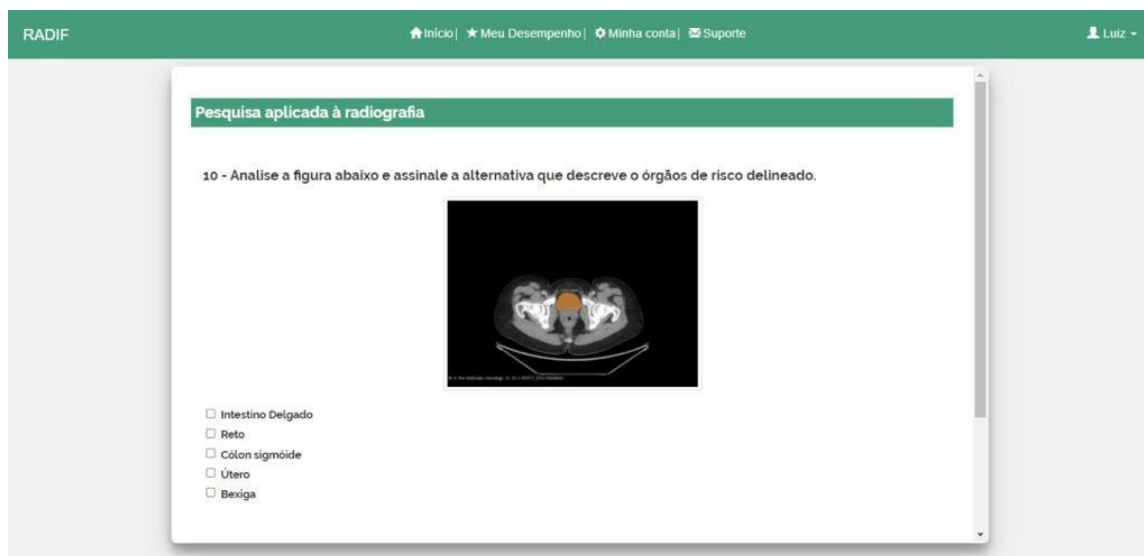 RADIF
Início| Meu Desempenho| Minha conta| Suporte
Luiz
Pesquisa aplicada à radiografia
10 - Analise a figura abaixo e assinale a alternativa que descreve o órgãos de risco delineado.
Intestino Delgado
Reto
Cólon sigmóide
Útero
Bexiga